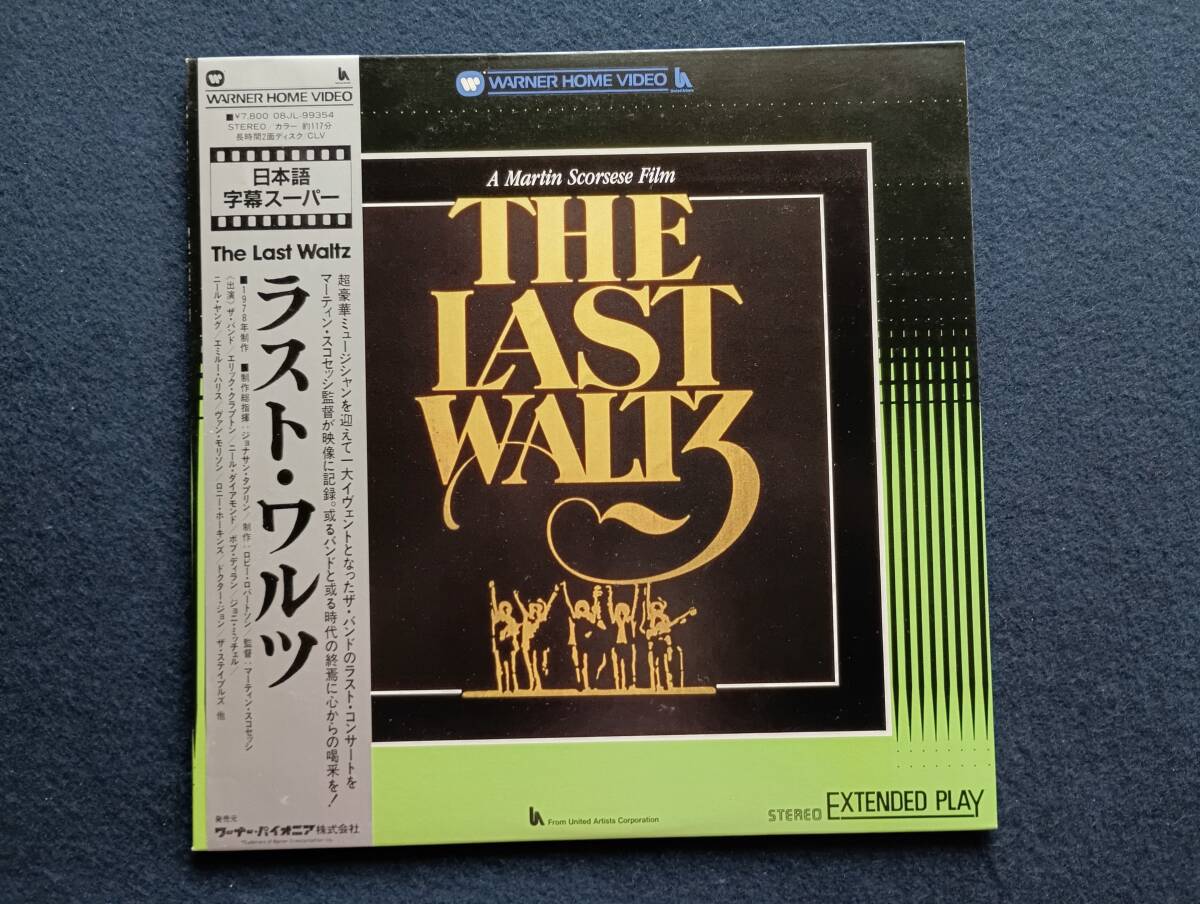 WARNER HOME VIDEO
■¥7,800 08JL-99354
STEREO/カラー 約117分
長時間2面ディスク/CLV
日本語
字幕スーパー
The Last Waltz
ラスト・ワルツ
超豪華ミュージシャンを迎えて一大イヴェントとなったザ・バンドのラスト・コンサートを
マーティン・スコセッシ監督が映像に記録。或るバンドと或る時代の終焉に心からの喝采を!
■1978年制作 ■制作総指揮:ジョナサン・タプリン/制作:ロビー・ロバートソン/監督:マーティン・スコセッシ
〈出演〉ザ・バンド/エリック・クラプトン/ニール・ダイアモンド/ボブ・ディラン/ジョニ・ミッチェル/
ニール・ヤング/エミルー・ハリス/ヴァン・モリソン/ロニー・ホーキンズ/ドクター・ジョン/ザ・ステイプルズ 他
発売元
ワーナー・パイオニア株式会社
WARNER HOME VIDEO
United Artists
A Martin Scorsese Film
THE
LAST
WALTZ
From United Artists Corporation
STEREO EXTENDED PLAY